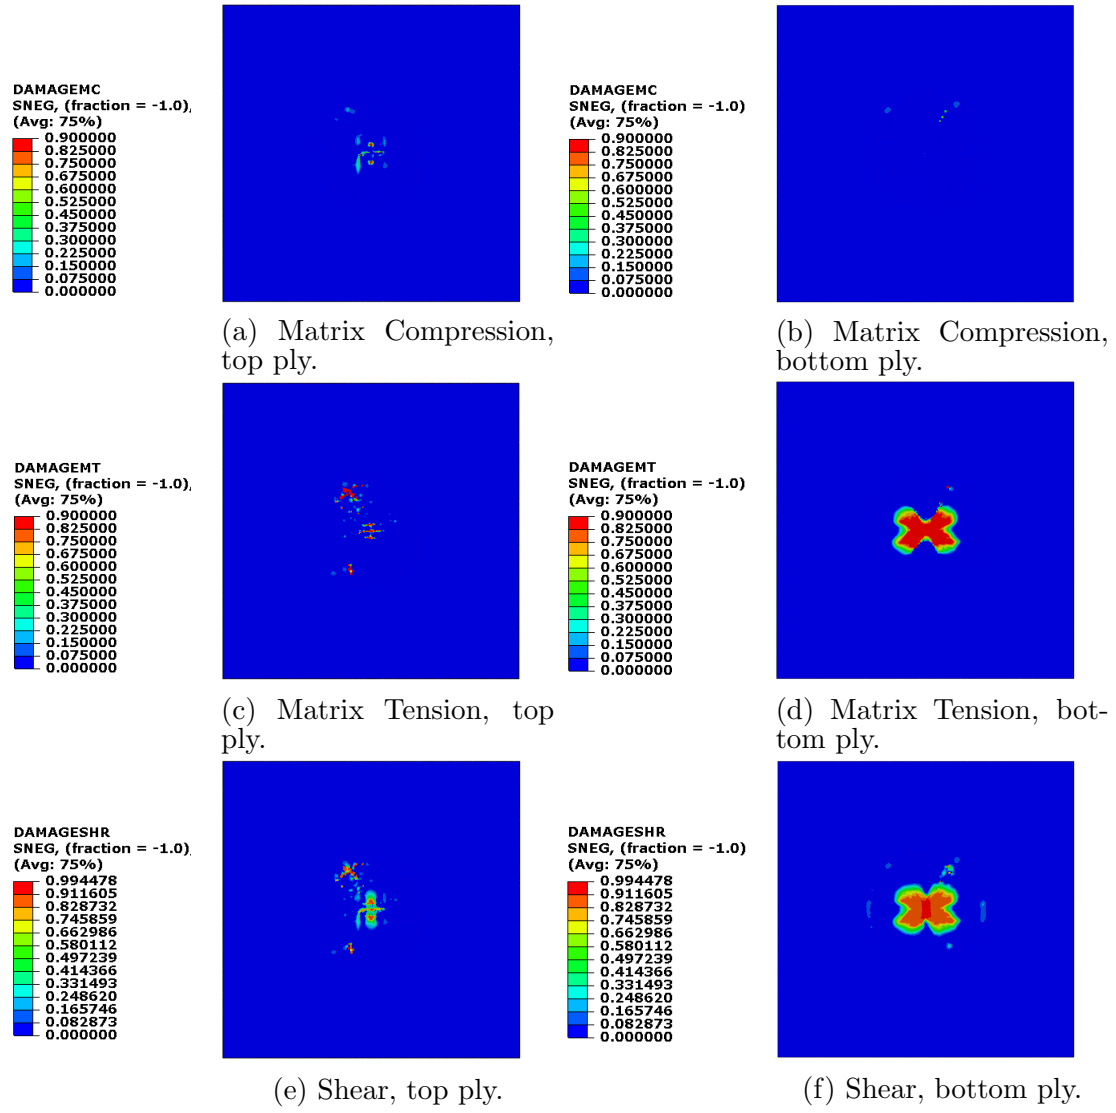 DAMAGEMC
SNEG, (fraction = -1.0),
(Avg: 75%)
0.900000
0.825000
0.750000
0.675000
0.600000
0.525000
0.450000
0.375000
0.300000
0.225000
0.150000
0.075000
0.000000
(a) Matrix Compression,
top ply.
DAMAGEMC
SNEG, (fraction = -1.0)
(Avg: 75%)
0.900000
0.825000
0.750000
0.675000
0.600000
0.525000
0.450000
0.375000
0.300000
0.225000
0.150000
0.075000
0.000000
(b) Matrix Compression,
bottom ply.
DAMAGEMT
SNEG, (fraction = -1.0),
(Avg: 75%)
0.900000
0.825000
0.750000
0.675000
0.600000
0.525000
0.450000
0.375000
0.300000
0.225000
0.150000
0.075000
0.000000
(c) Matrix Tension, top
ply.
DAMAGEMT
SNEG, (fraction = -1.0)
(Avg: 75%)
0.900000
0.825000
0.750000
0.675000
0.600000
0.525000
0.450000
0.375000
0.300000
0.225000
0.150000
0.075000
0.000000
(d) Matrix Tension, bot-
tom ply.
DAMAGESHR
SNEG, (fraction = -1.0),
(Avg: 75%)
0.994478
0.911605
0.828732
0.745859
0.662986
0.580112
0.497239
0.414366
0.331493
0.248620
0.165746
0.082873
0.000000
(e) Shear, top ply.
DAMAGESHR
SNEG, (fraction = -1.0)
(Avg: 75%)
0.994478
0.911605
0.828732
0.745859
0.662986
0.580112
0.497239
0.414366
0.331493
0.248620
0.165746
0.082873
0.000000
(f) Shear, bottom ply.